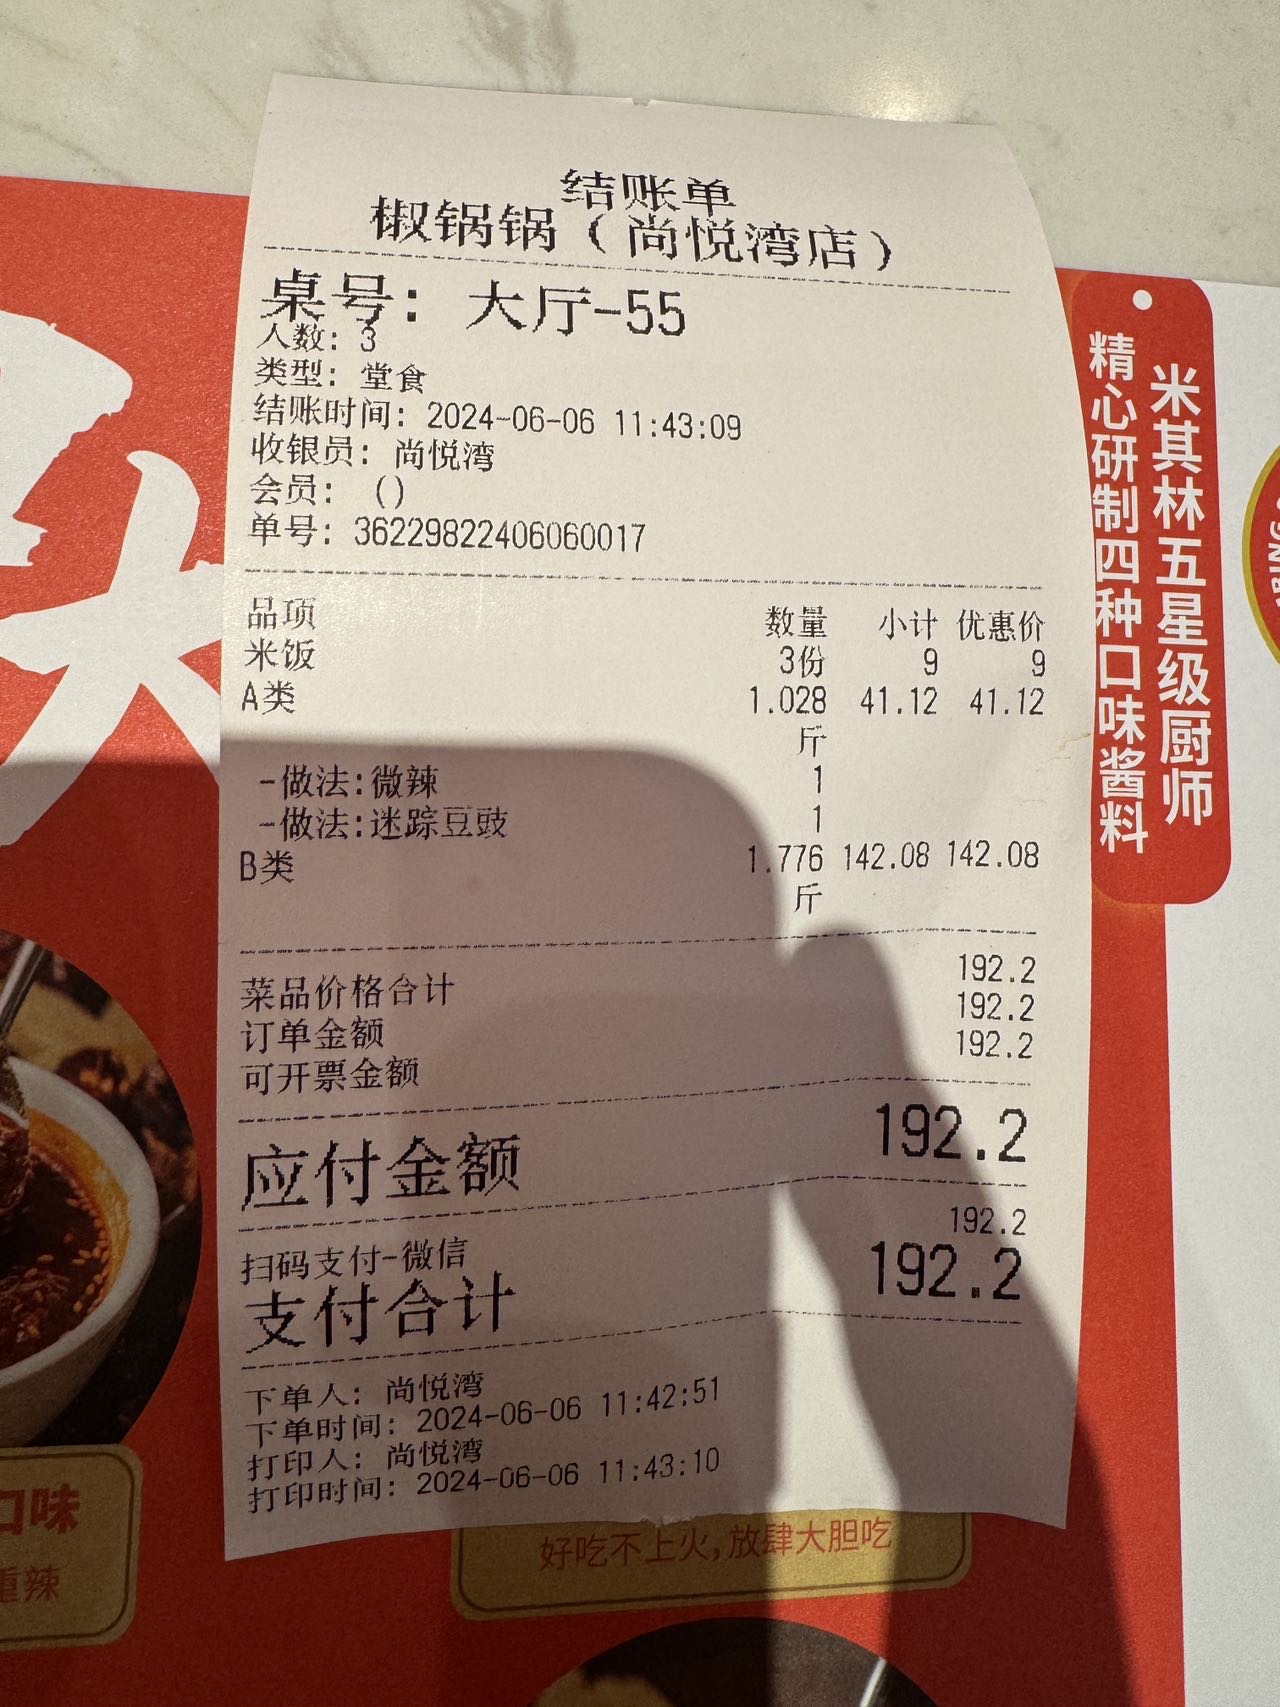 结账单
椒锅锅（尚悦湾店）
桌号: 大厅-55
人数: 3
类型: 堂食
结账时间: 2024-06-06 11:43:09
收银员: 尚悦湾
会员: ()
单号: 36229822406060017
品项 数量 小计 优惠价
米饭 3份 9 9
A类 1.028 41.12 41.12
斤
-做法:微辣 1
-做法:迷踪豆豉 1
B类 1.776 142.08 142.08
斤
菜品价格合计 192.2
订单金额 192.2
可开票金额 192.2
应付金额 192.2
扫码支付-微信 192.2
支付合计 192.2
下单人: 尚悦湾
下单时间: 2024-06-06 11:42:51
打印人: 尚悦湾
打印时间: 2024-06-06 11:43:10
米其林五星级厨师
精心研制四种口味酱料
口味
重辣
好吃不上火,放肆大胆吃